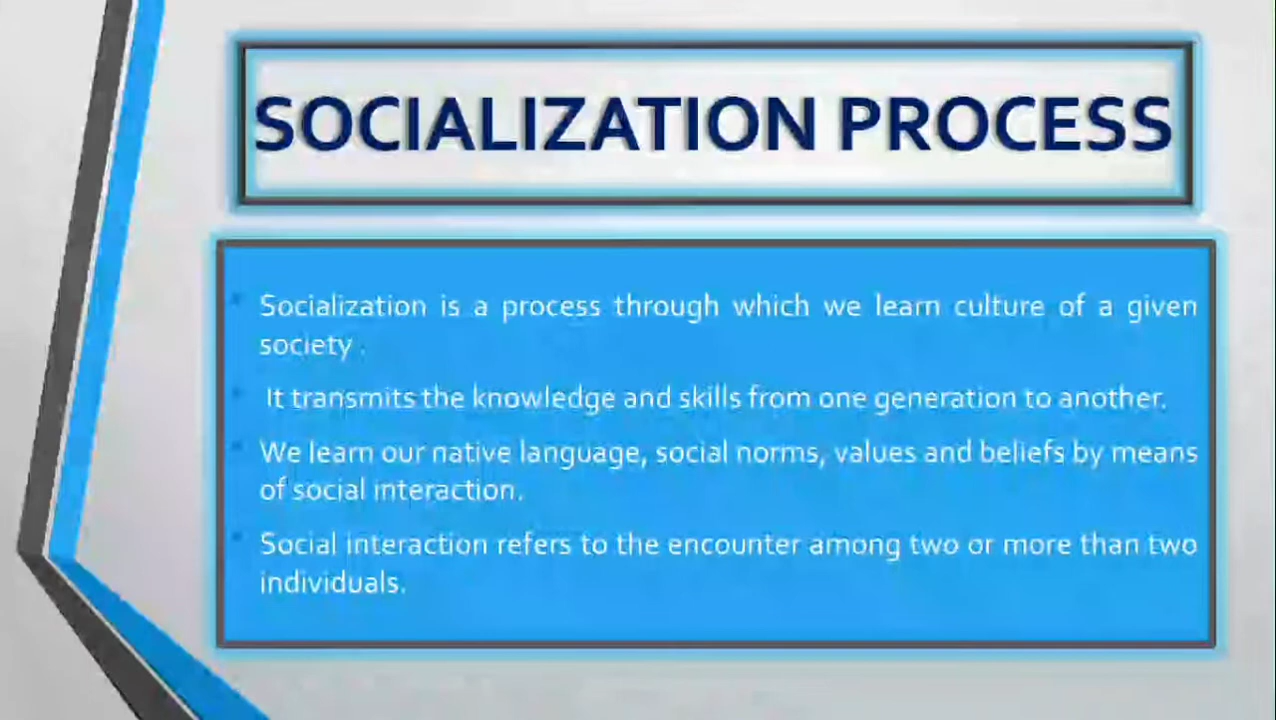 SOCIALIZATION PROCESS
Socialization is a process through which we learn culture of a given
society .
It transmits the knowledge and skills from one generation to another.
We learn our native language, social norms, values and beliefs by means
of social interaction.
Social interaction refers to the encounter among two or more than two
individuals.